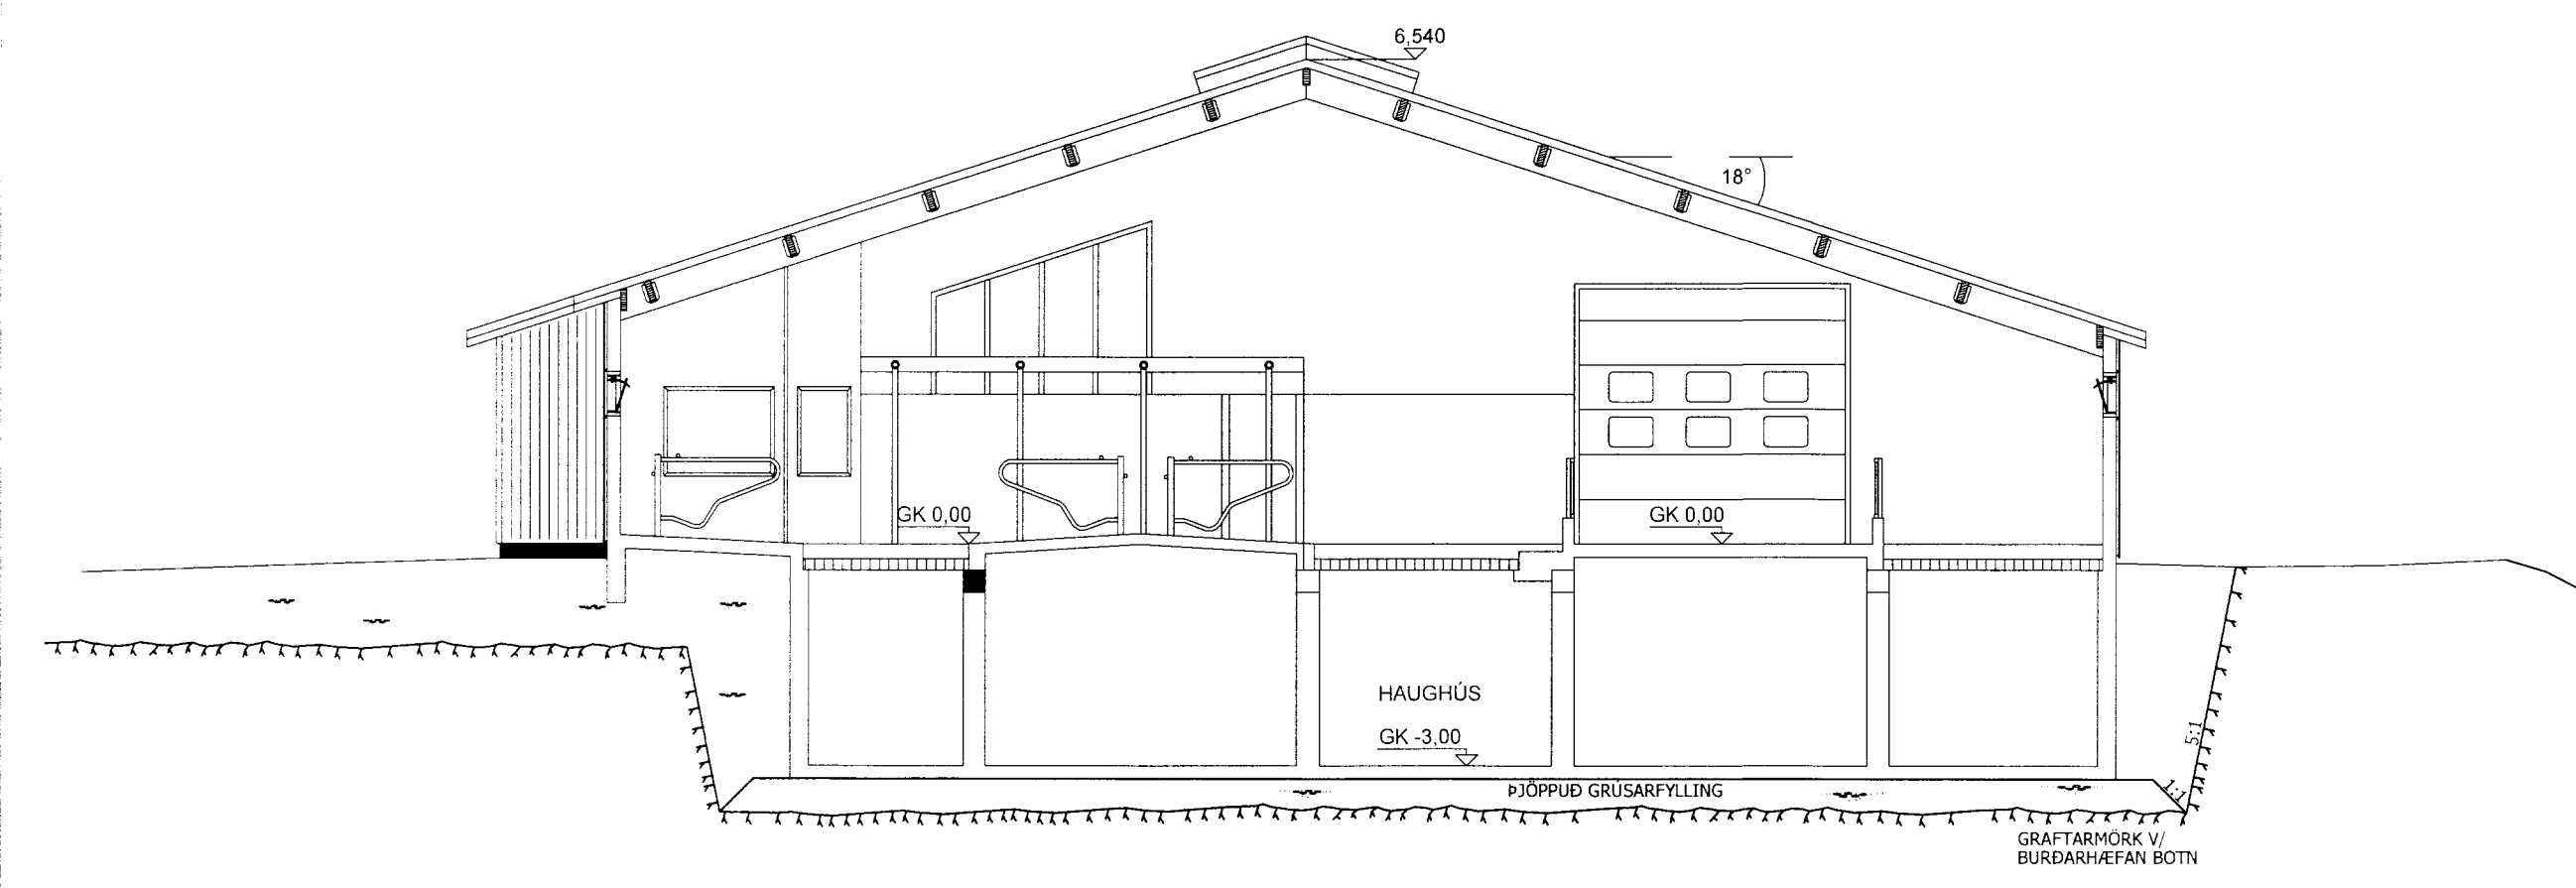 6,540
18°
GK 0,00
GK 0,00
HAUGHÚS
GK -3,00
5:1
1:1
ÞJÖPPUÐ GRÚSARFYLLING
GRAFTARMÖRK V/
BURÐARHÆFAN BOTN